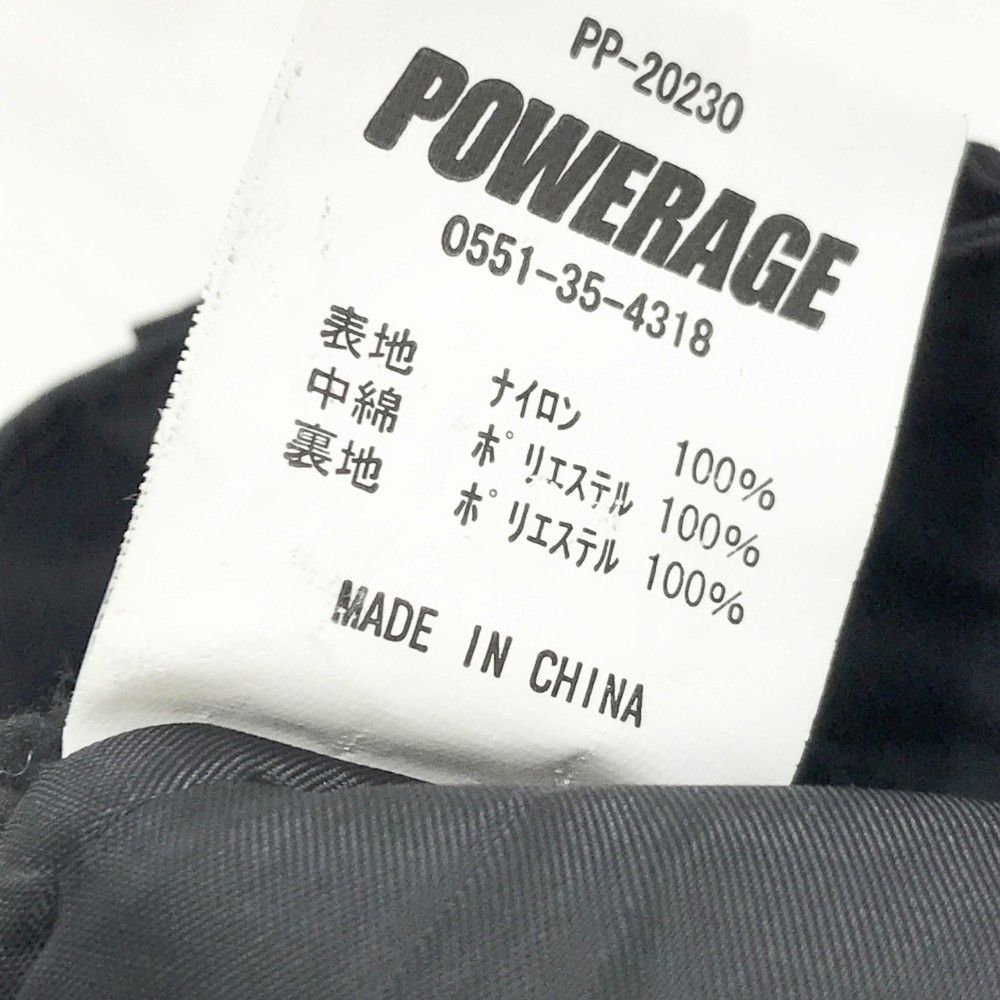 PP-20230
POWERAGE
0551-35-4318
表地 ﾅｲﾛﾝ 100%
中綿 ﾎﾟﾘｴｽﾃﾙ 100%
裏地 ﾎﾟﾘｴｽﾃﾙ 100%
MADE IN CHINA